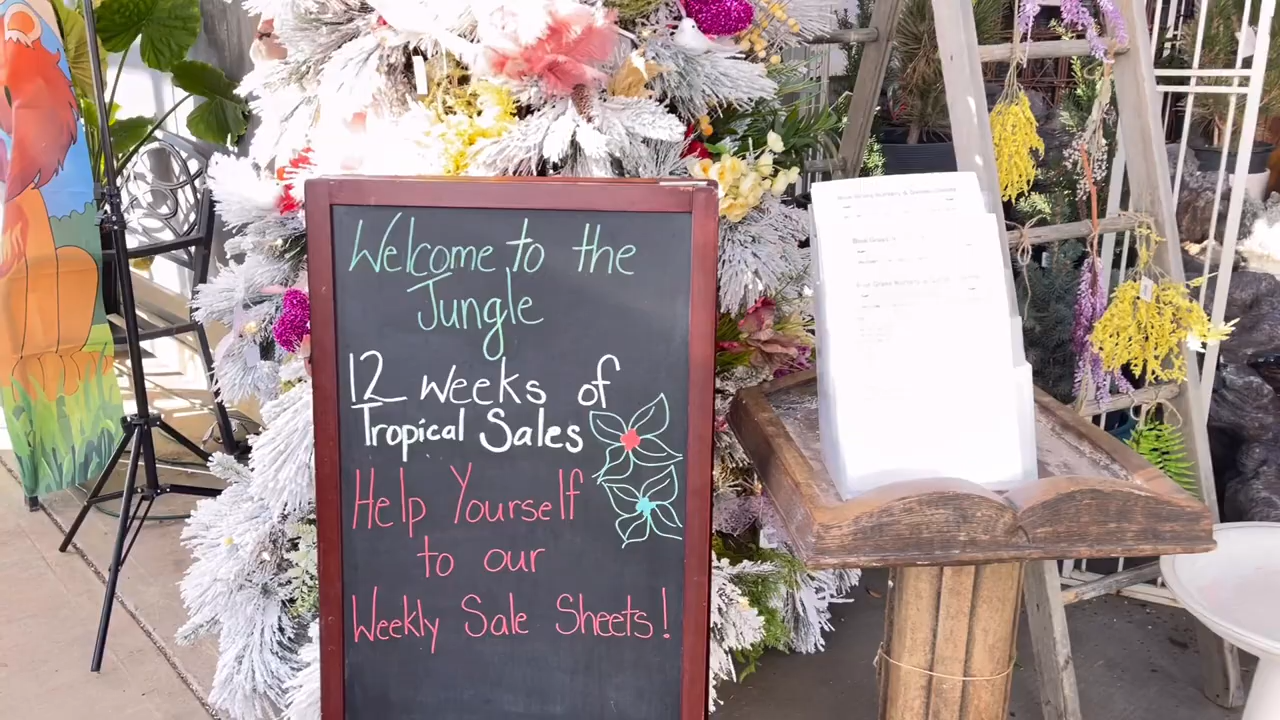 Welcome to the
Jungle
12 Weeks of
Tropical Sales
Help Yourself
to our
Weekly Sale Sheets!